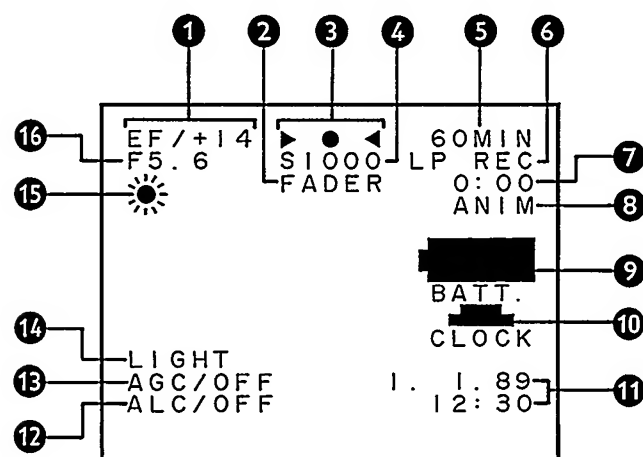 1 2 3 4 5 6
EF/+14 60MIN
16 F5.6 S1000 LP REC
FADER 0:00 7
15 ANIM 8
9
BATT.
10
CLOCK
14 LIGHT
13 AGC/OFF 1. 1.89
11
12 ALC/OFF 12:30